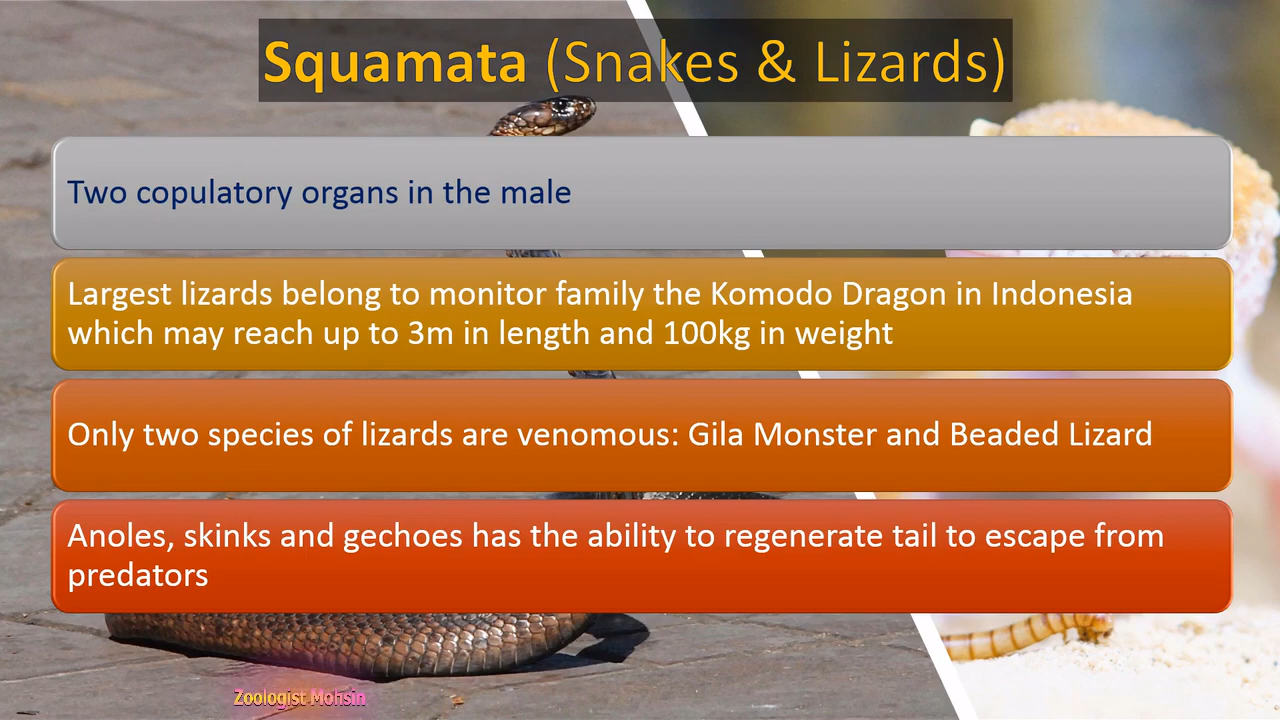 Squamata (Snakes & Lizards)
Two copulatory organs in the male
Largest lizards belong to monitor family the Komodo Dragon in Indonesia
which may reach up to 3m in length and 100kg in weight
Only two species of lizards are venomous: Gila Monster and Beaded Lizard
Anoles, skinks and gechoes has the ability to regenerate tail to escape from
predators
Zoologist Mohsin